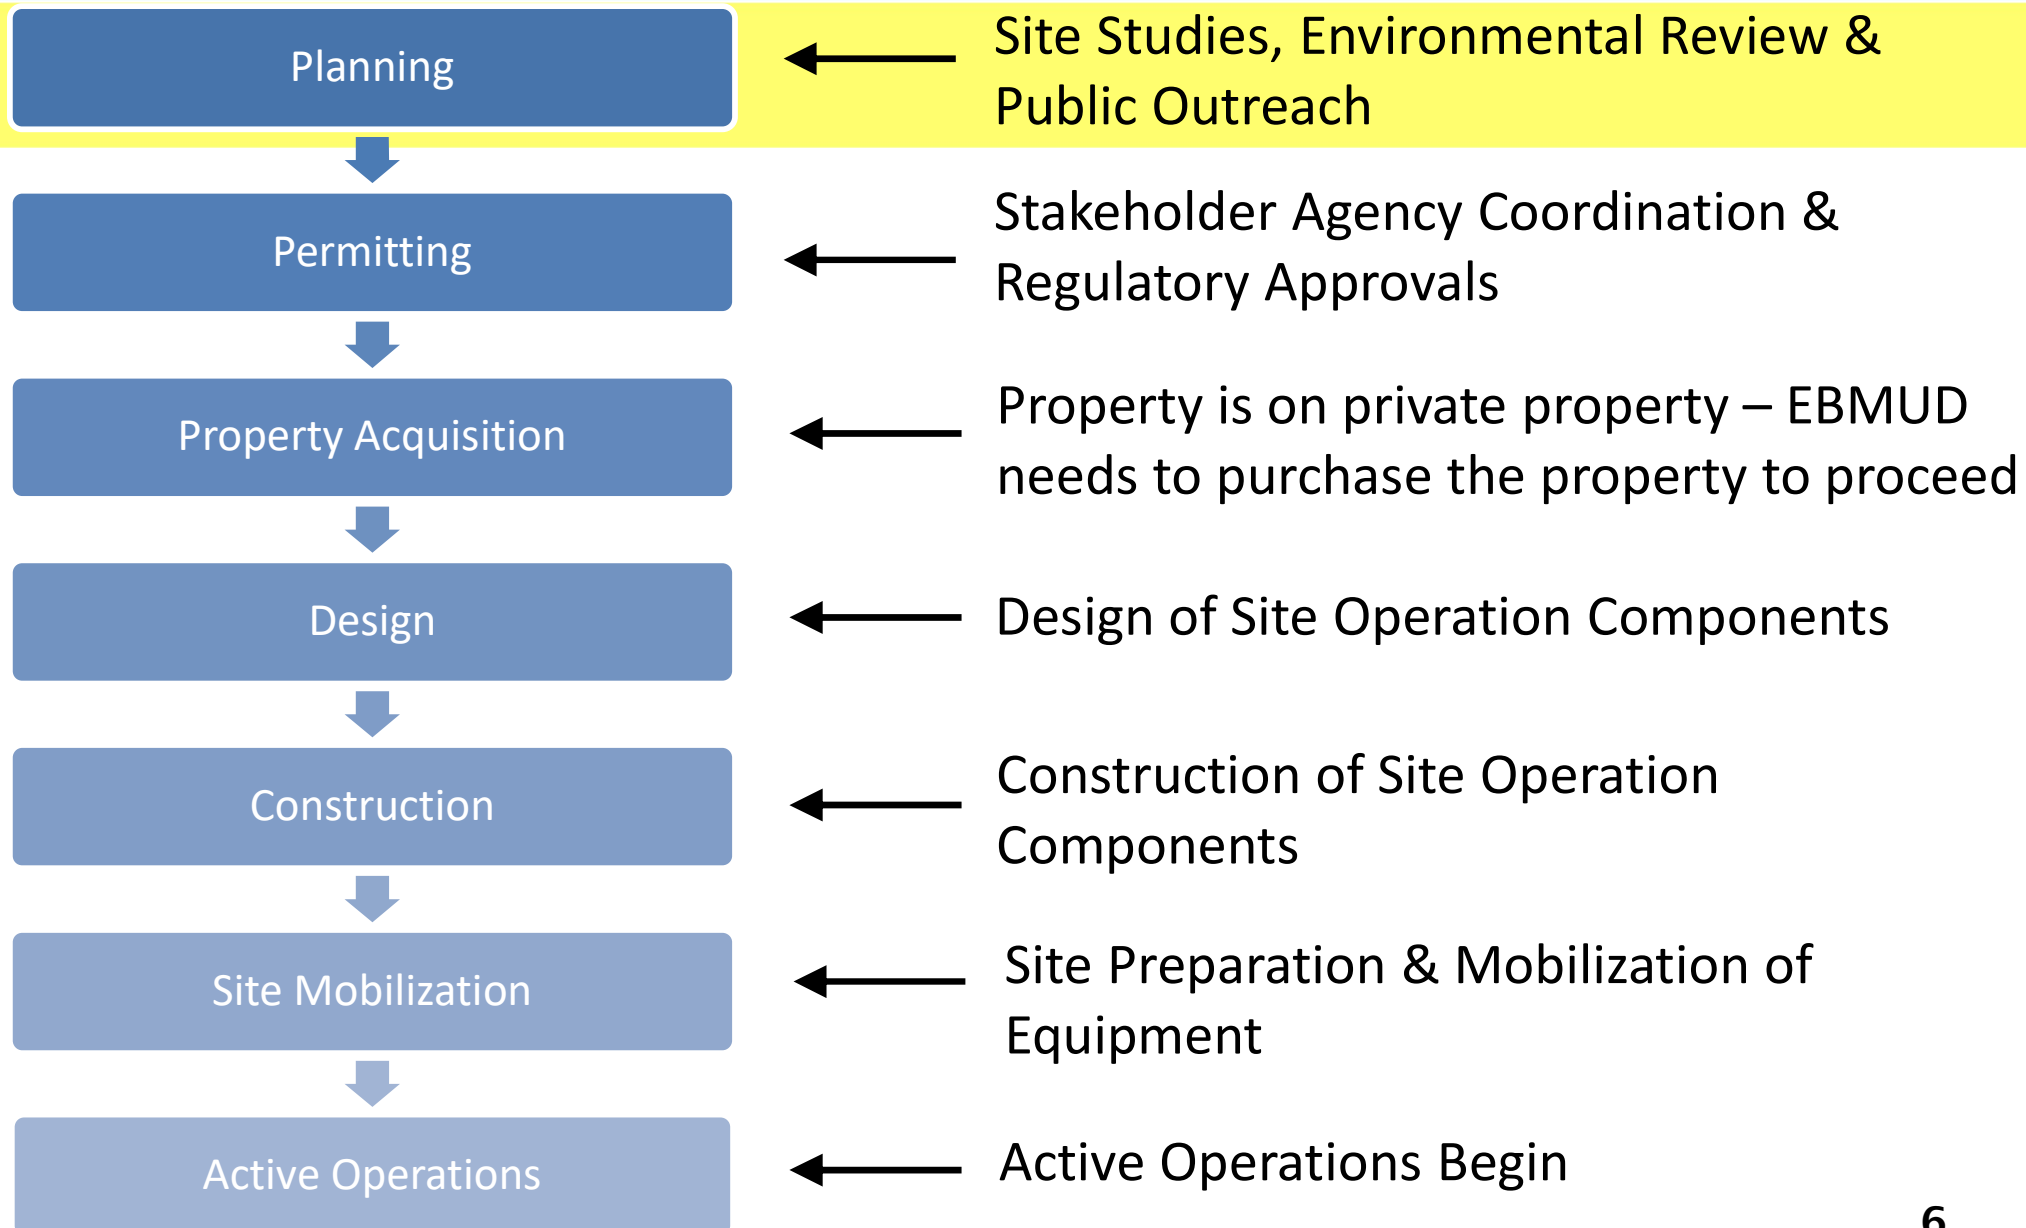 Planning
Site Studies, Environmental Review &
Public Outreach
Permitting
Stakeholder Agency Coordination &
Regulatory Approvals
Property Acquisition
Property is on private property – EBMUD
needs to purchase the property to proceed
Design
Design of Site Operation Components
Construction
Construction of Site Operation
Components
Site Mobilization
Site Preparation & Mobilization of
Equipment
Active Operations
Active Operations Begin
6